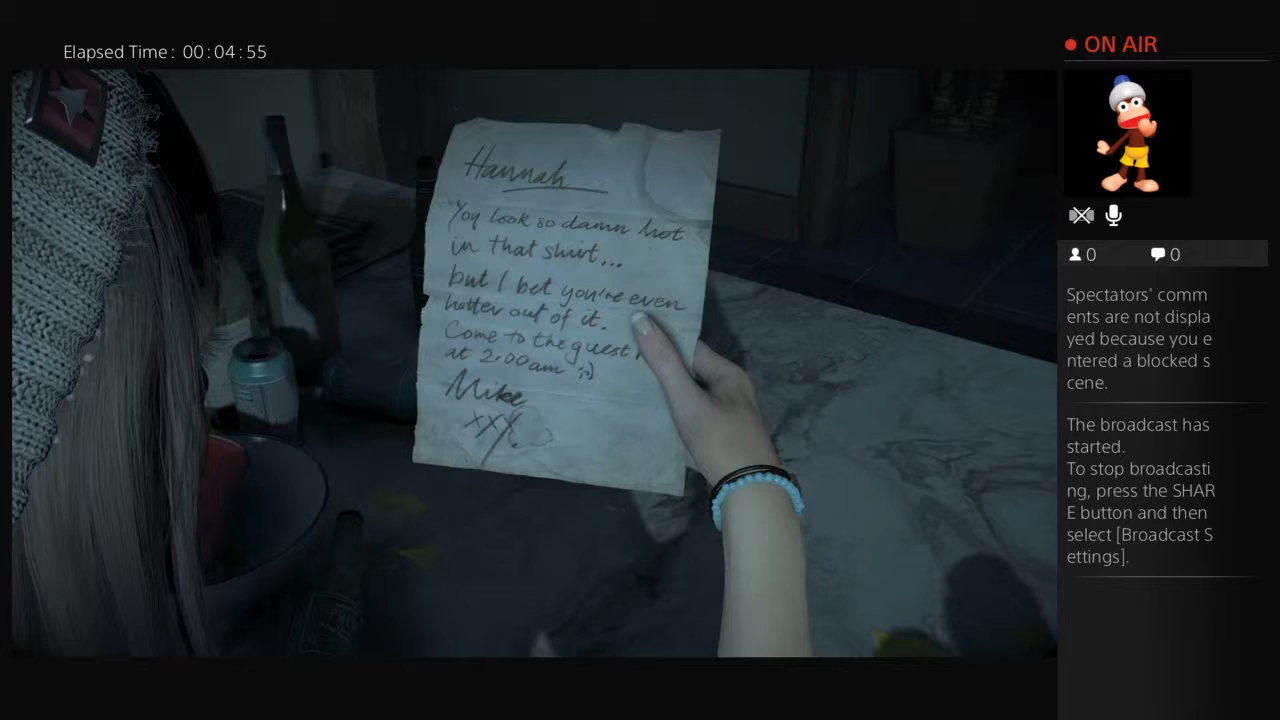 Elapsed Time: 00:04:55
ON AIR
Hannah
You look so damn hot
in that shirt...
but I bet you're even
hotter out of it.
Come to the guest
at 2.00am ;)
Mike
xxx
0
0
Spectators' comm
ents are not displa
yed because you e
ntered a blocked s
cene.
The broadcast has
started.
To stop broadcasti
ng, press the SHAR
E button and then
select [Broadcast S
ettings].